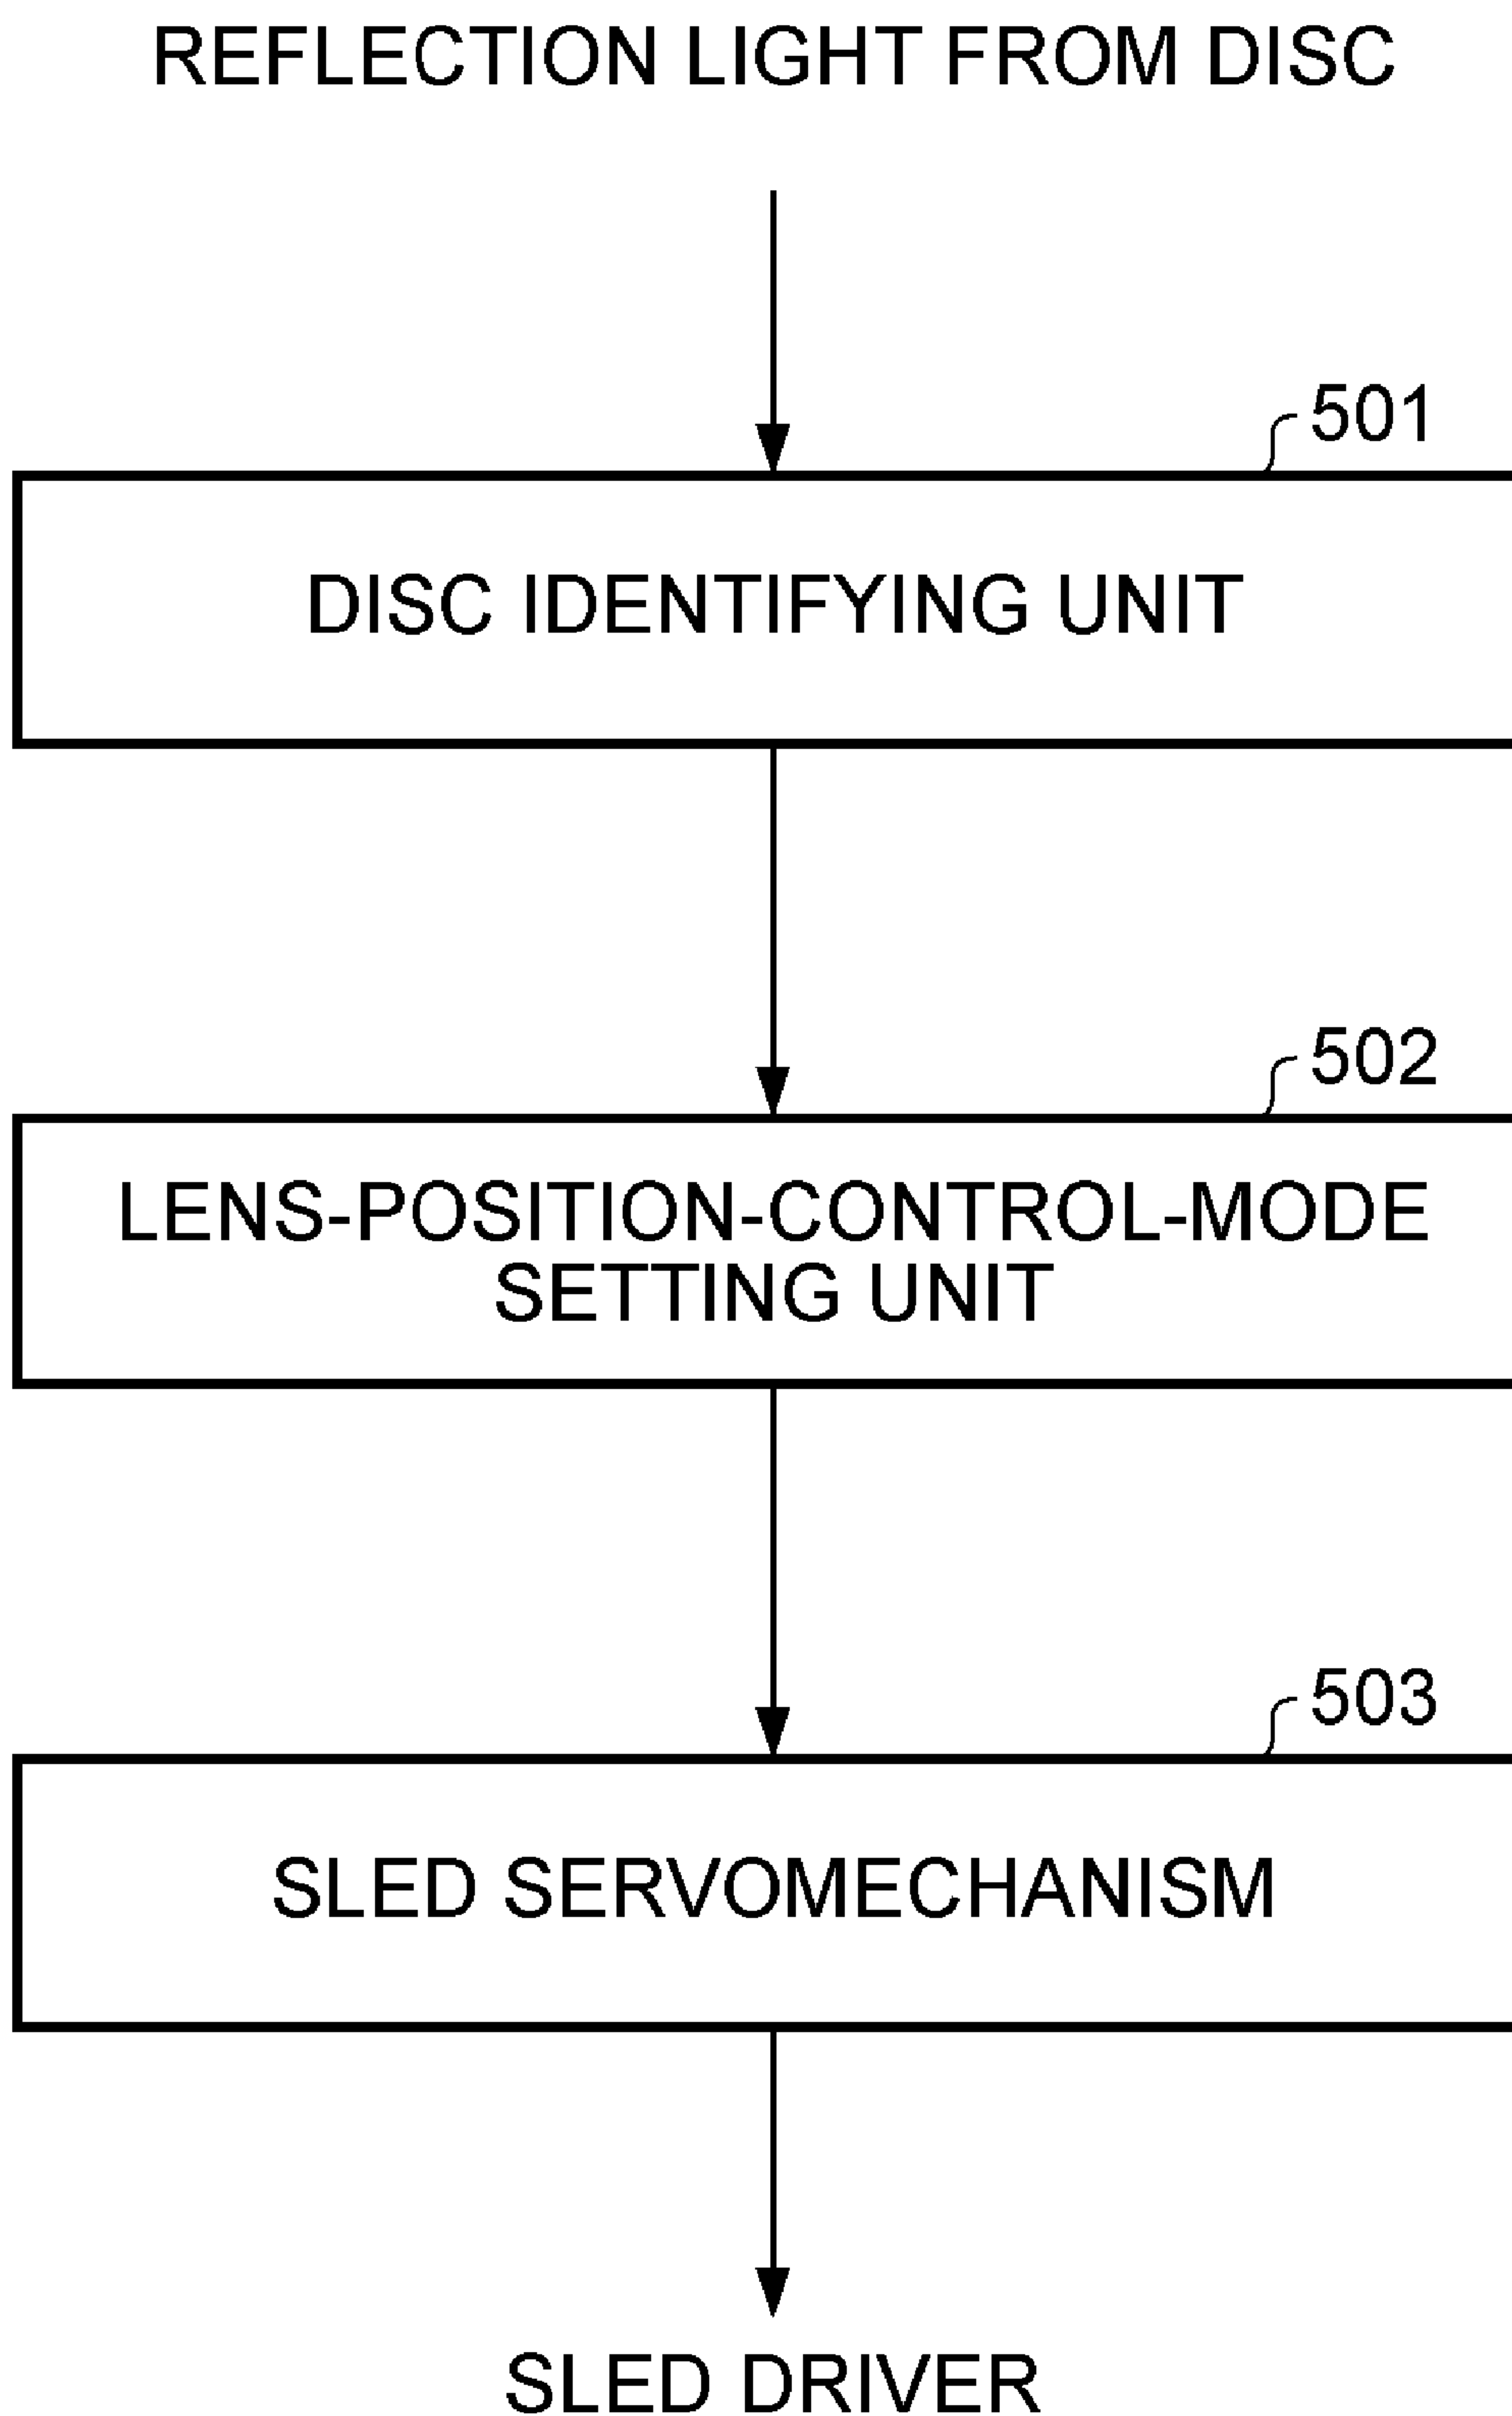 REFLECTION LIGHT FROM DISC
501
DISC IDENTIFYING UNIT
502
LENS-POSITION-CONTROL-MODE
SETTING UNIT
503
SLED SERVOMECHANISM
SLED DRIVER